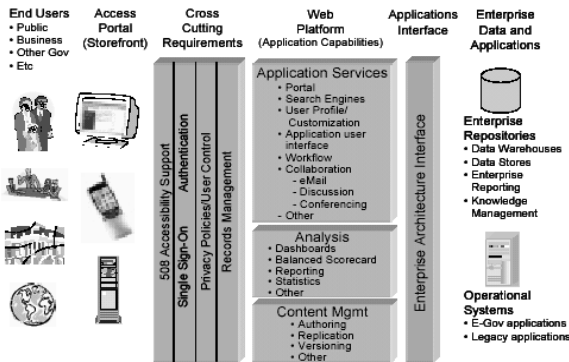 End Users
• Public
• Business
• Other Gov
• Etc
Access
Portal
(Storefront)
Cross
Cutting
Requirements
Web
Platform
(Application Capabilities)
Applications
Interface
Enterprise
Data and
Applications
508 Accessibility Support
Single Sign-On Authentication
Privacy Policies/User Control
Records Management
Application Services
• Portal
• Search Engines
• User Profile/
Customization
• Application user
interface
• Workflow
• Collaboration
- eMail
- Discussion
- Conferencing
- Other
Analysis
• Dashboards
• Balanced Scorecard
• Reporting
• Statistics
• Other
Content Mgmt
• Authoring
• Replication
• Versioning
• Other
Enterprise Architecture Interface
Enterprise
Repositories
• Data Warehouses
• Data Stores
• Enterprise
Reporting
• Knowledge
Management
Operational
Systems
• E-Gov applications
• Legacy applications